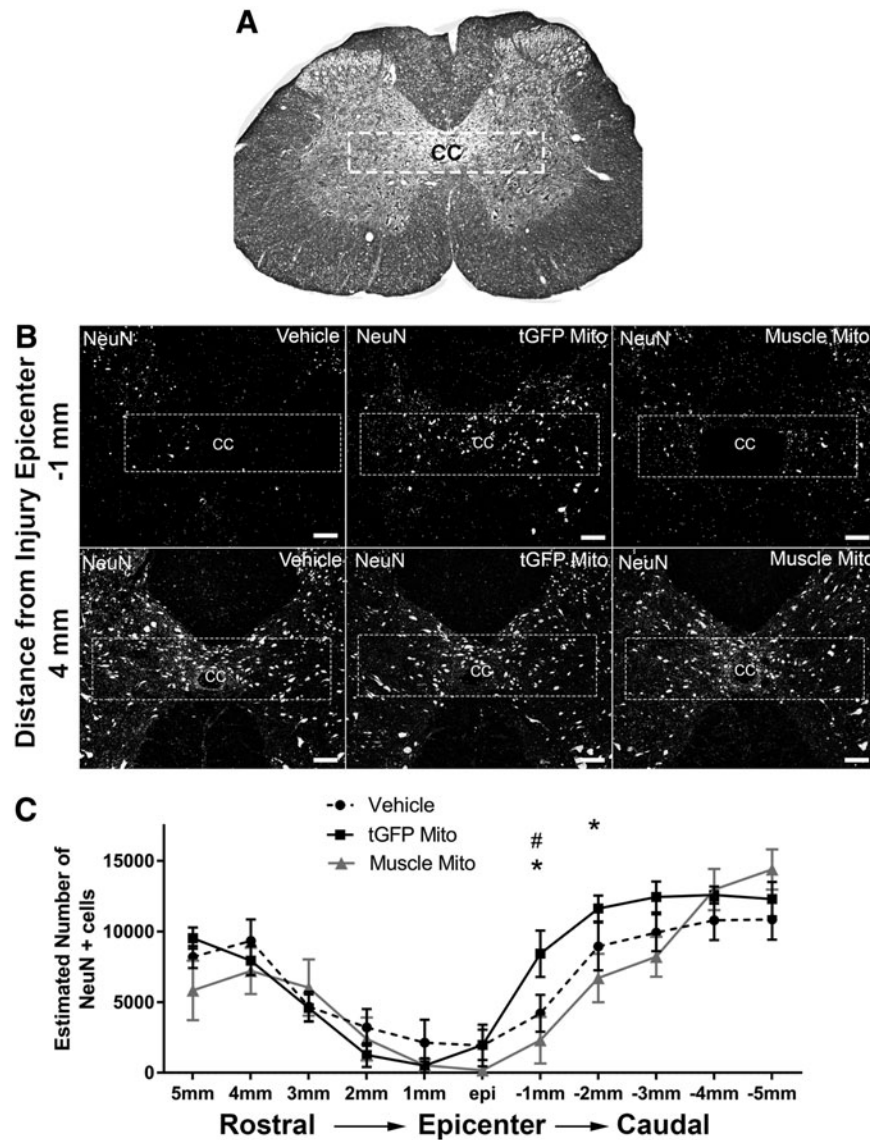 A
CC
B
NeuN Vehicle
NeuN tGFP Mito
NeuN Muscle Mito
CC
CC
CC
NeuN Vehicle
NeuN tGFP Mito
NeuN Muscle Mito
CC
CC
CC
Distance from Injury Epicenter
-1 mm
4 mm
C
Vehicle
tGFP Mito
Muscle Mito
#
*
*
Estimated Number of
NeuN + cells
15000
10000
5000
0
5mm 4mm 3mm 2mm 1mm epi -1mm -2mm -3mm -4mm -5mm
Rostral → Epicenter → Caudal